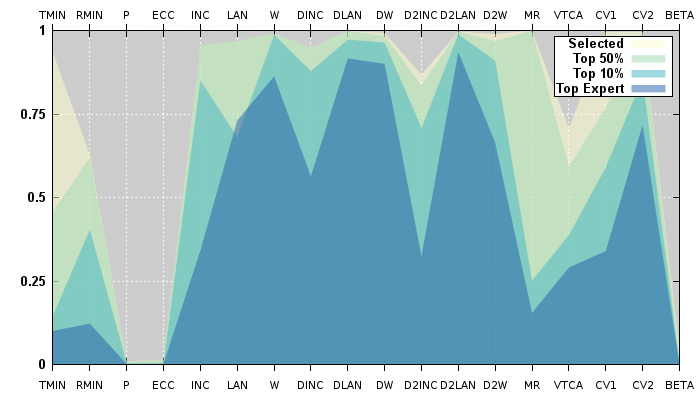 TMIN RMIN P ECC INC LAN W DINC DLAN DW D2INC D2LAN D2W MR VTCA CV1 CV2 BETA
1
Selected
Top 50%
Top 10%
Top Expert
0.75
0.5
0.25
0
TMIN RMIN P ECC INC LAN W DINC DLAN DW D2INC D2LAN D2W MR VTCA CV1 CV2 BETA